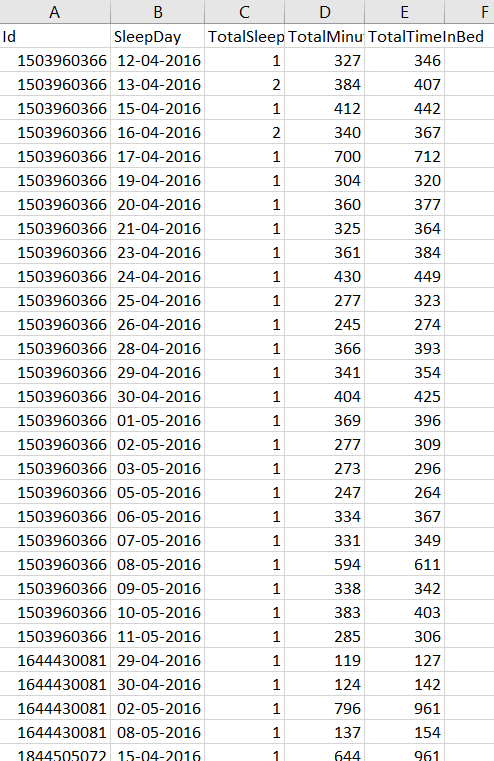 A B C D E F
Id SleepDay TotalSleep TotalMinu TotalTimeInBed
1503960366 12-04-2016 1 327 346
1503960366 13-04-2016 2 384 407
1503960366 15-04-2016 1 412 442
1503960366 16-04-2016 2 340 367
1503960366 17-04-2016 1 700 712
1503960366 19-04-2016 1 304 320
1503960366 20-04-2016 1 360 377
1503960366 21-04-2016 1 325 364
1503960366 23-04-2016 1 361 384
1503960366 24-04-2016 1 430 449
1503960366 25-04-2016 1 277 323
1503960366 26-04-2016 1 245 274
1503960366 28-04-2016 1 366 393
1503960366 29-04-2016 1 341 354
1503960366 30-04-2016 1 404 425
1503960366 01-05-2016 1 369 396
1503960366 02-05-2016 1 277 309
1503960366 03-05-2016 1 273 296
1503960366 05-05-2016 1 247 264
1503960366 06-05-2016 1 334 367
1503960366 07-05-2016 1 331 349
1503960366 08-05-2016 1 594 611
1503960366 09-05-2016 1 338 342
1503960366 10-05-2016 1 383 403
1503960366 11-05-2016 1 285 306
1644430081 29-04-2016 1 119 127
1644430081 30-04-2016 1 124 142
1644430081 02-05-2016 1 796 961
1644430081 08-05-2016 1 137 154
1844505072 15-04-2016 1 644 961